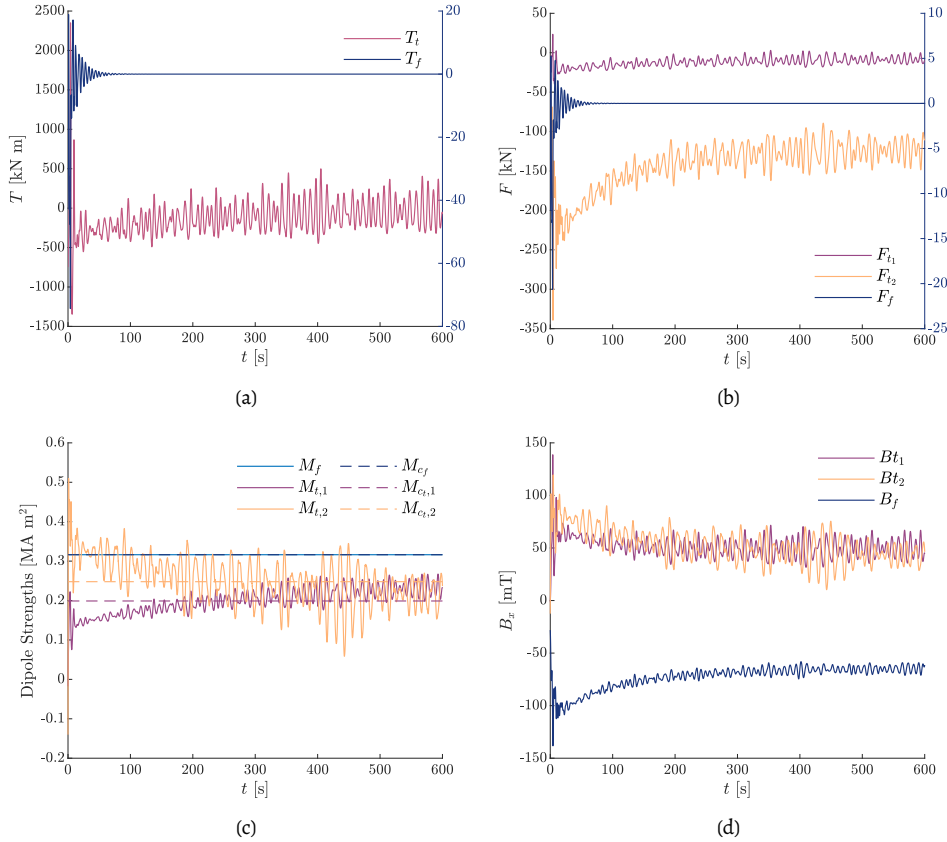 2500
2000
1500
1000
500
0
-500
-1000
-1500
20
0
-20
-40
-60
-80
T [kN m]
T_t
T_f
0 100 200 300 400 500 600
t [s]
(a)
0
-50
-100
-150
-200
-250
-300
-350
10
5
0
-5
-10
-15
-20
-25
F [kN]
F_{t_1}
F_{t_2}
F_f
0 100 200 300 400 500 600
t [s]
(b)
0.6
0.5
0.4
0.3
0.2
0.1
0
-0.1
-0.2
Dipole Strengths [MA m²]
M_f
M_{t,1}
M_{t,2}
M_{c_f}
M_{c_t,1}
M_{c_t,2}
0 100 200 300 400 500 600
t [s]
(c)
150
100
50
0
-50
-100
-150
B_x [mT]
Bt_1
Bt_2
B_f
0 100 200 300 400 500 600
t [s]
(d)